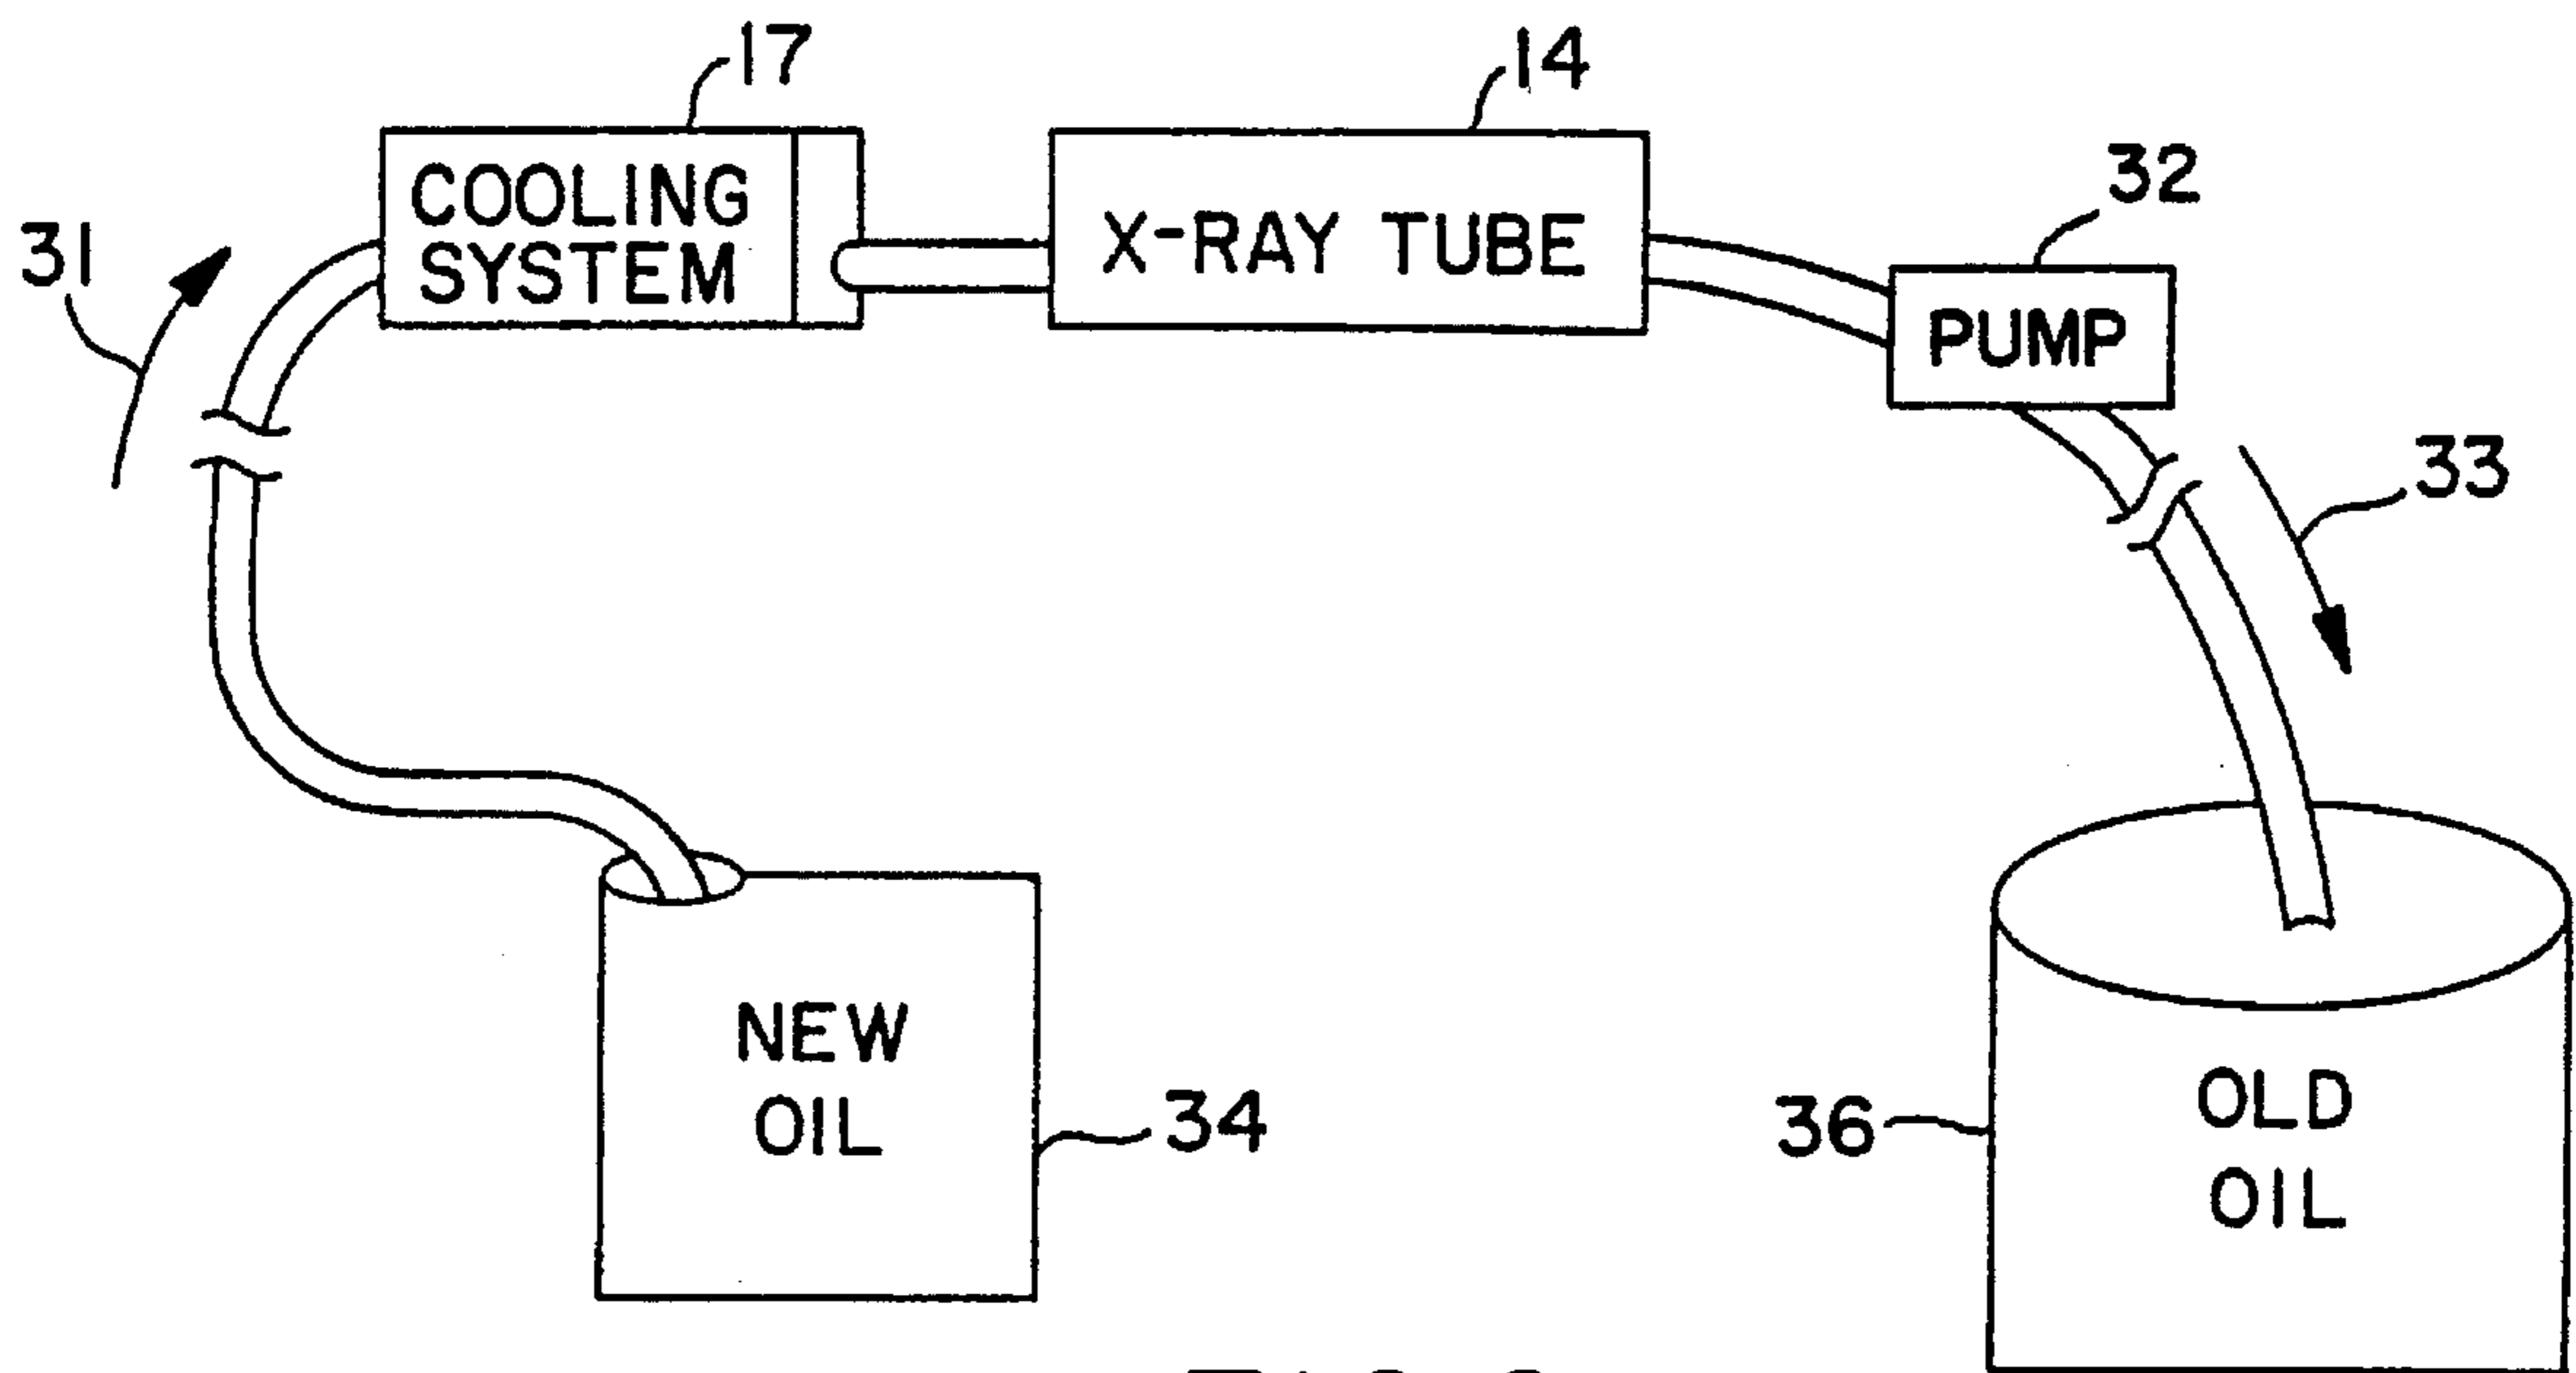 17
14
COOLING
SYSTEM
X-RAY TUBE
32
31
PUMP
33
NEW
OIL
34
36
OLD
OIL